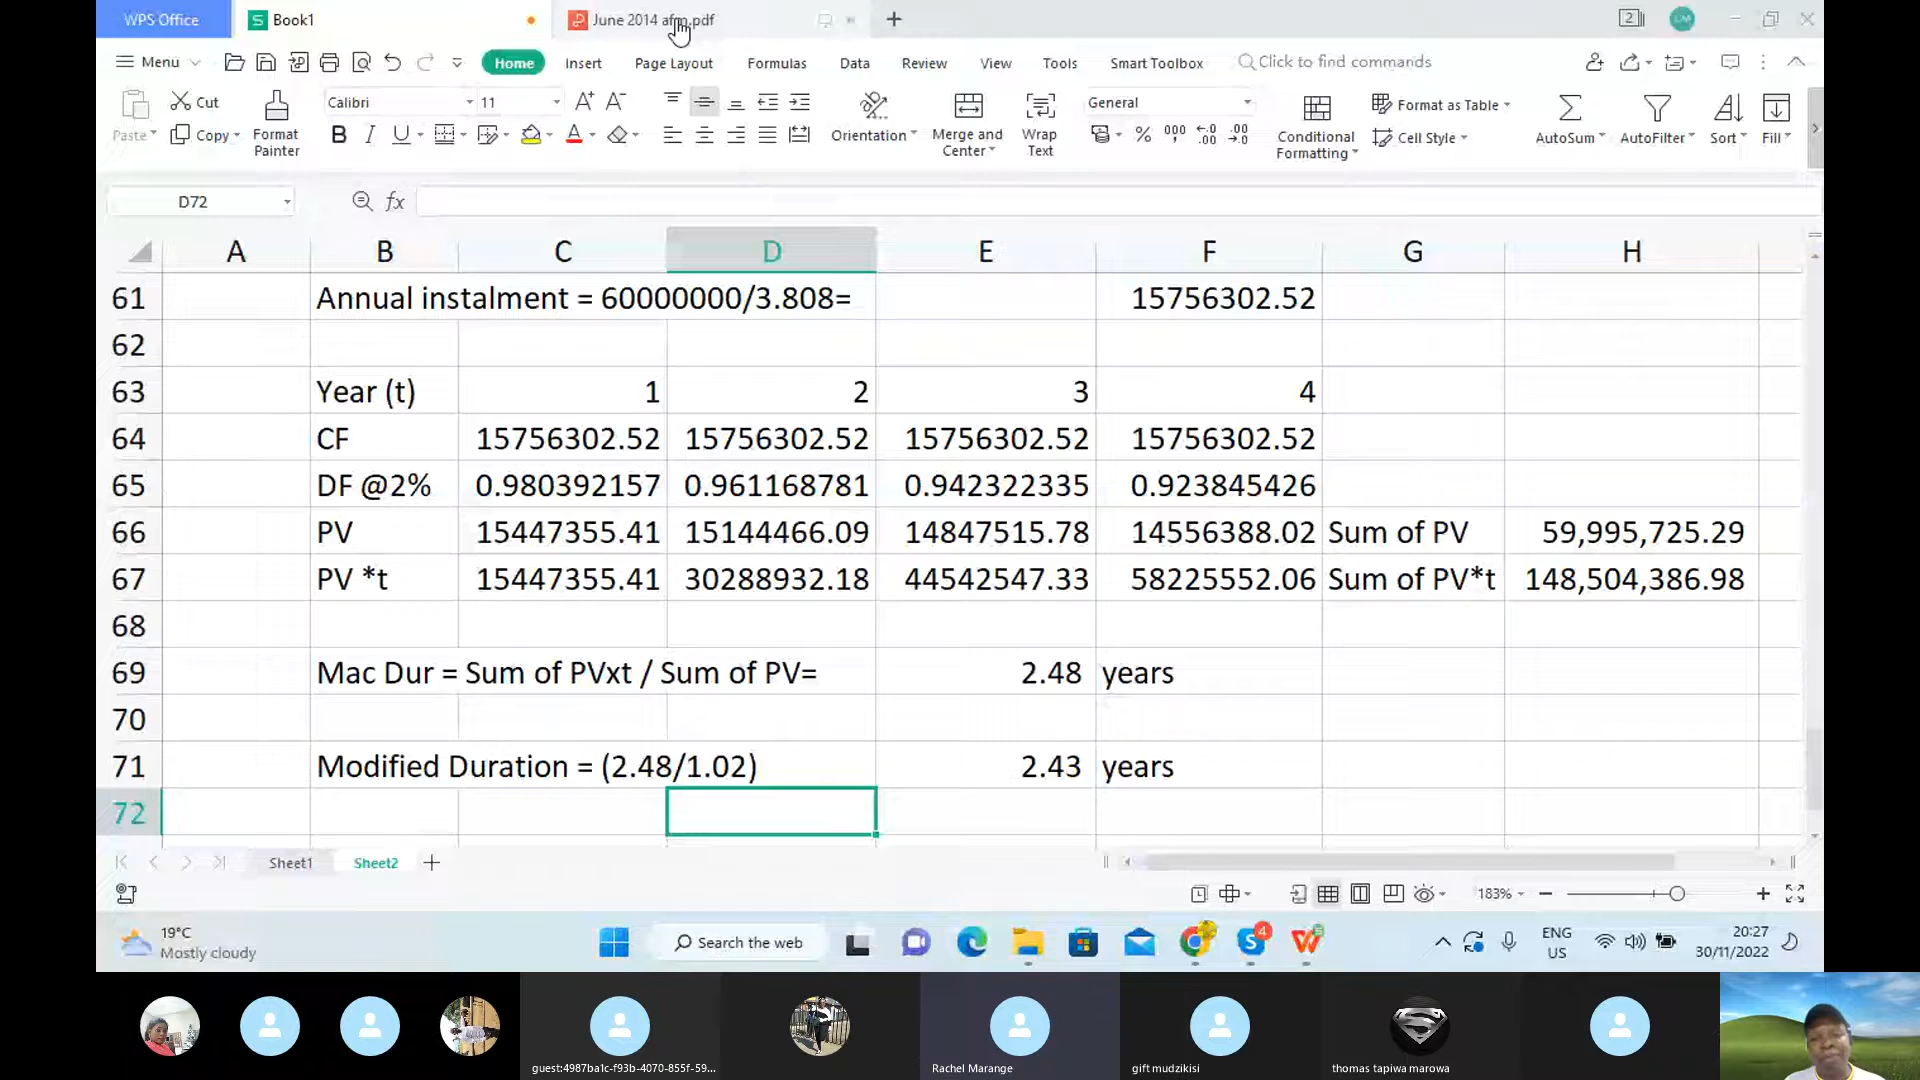 WPS Office
Book1
June 2014 afm.pdf
2
Menu
Home
Insert
Page Layout
Formulas
Data
Review
View
Tools
Smart Toolbox
Click to find commands
Cut
Calibri
11
General
Format as Table
Paste
Copy
Format Painter
Orientation
Merge and Center
Wrap Text
Conditional Formatting
Cell Style
AutoSum
AutoFilter
Sort
Fill
D72
fx
A B C D E F G H
61 Annual instalment = 60000000/3.808= 15756302.52
62
63 Year (t) 1 2 3 4
64 CF 15756302.52 15756302.52 15756302.52 15756302.52
65 DF @2% 0.980392157 0.961168781 0.942322335 0.923845426
66 PV 15447355.41 15144466.09 14847515.78 14556388.02 Sum of PV 59,995,725.29
67 PV *t 15447355.41 30288932.18 44542547.33 58225552.06 Sum of PV*t 148,504,386.98
68
69 Mac Dur = Sum of PVxt / Sum of PV= 2.48 years
70
71 Modified Duration = (2.48/1.02) 2.43 years
72
Sheet1 Sheet2
183%
19°C
Mostly cloudy
Search the web
4
ENG
US
20:27
30/11/2022
guest:4987ba1c-f93b-4070-855f-59...
Rachel Marange
gift mudzikisi
thomas tapiwa marowa